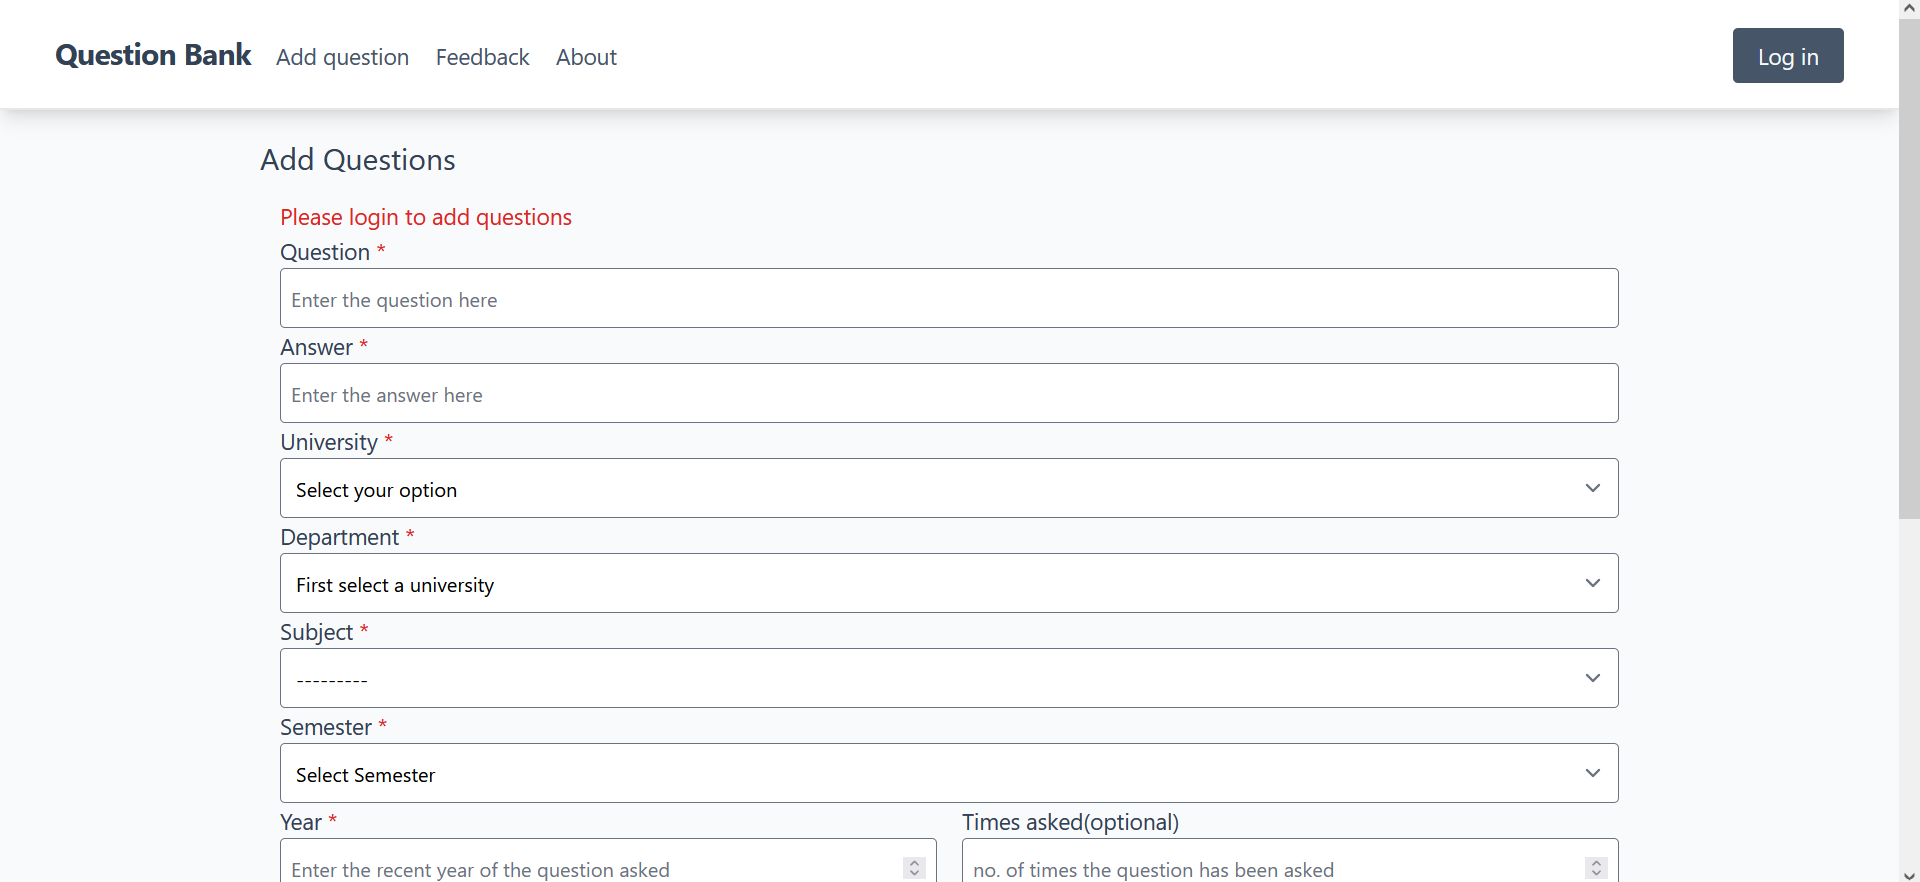 Question Bank Add question Feedback About Log in
Add Questions
Please login to add questions
Question *
Enter the question here
Answer *
Enter the answer here
University *
Select your option
Department *
First select a university
Subject *
---------
Semester *
Select Semester
Year * Times asked(optional)
Enter the recent year of the question asked no. of times the question has been asked